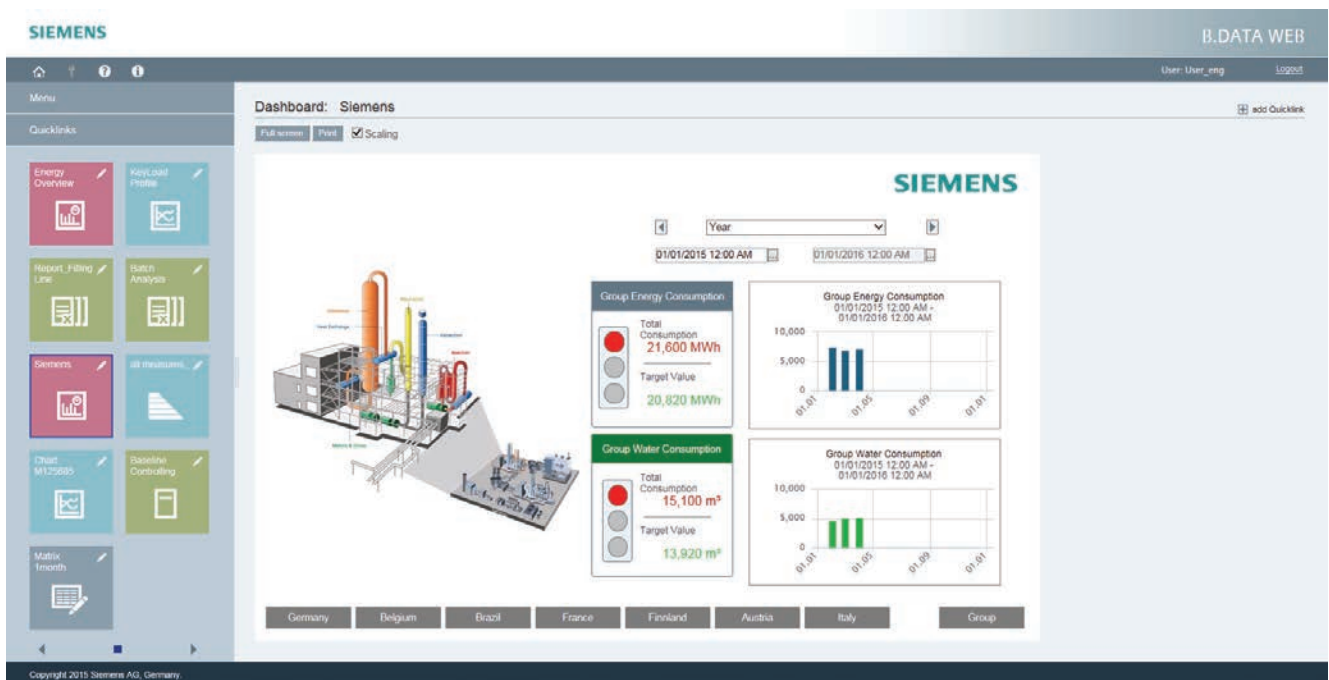 SIEMENS
B.DATA WEB
User: User_eng
Logout
Menu
Quicklinks
Dashboard: Siemens
add Quicklink
Full screen
Print
Scaling
Energy
Overview
KeyLoad
Profile
Report_Filling
Line
Batch
Analysis
Siemens
all measures_
Chart
M125885
Baseline
Controlling
Matrix
1month
SIEMENS
Year
01/01/2015 12:00 AM
01/01/2016 12:00 AM
Group Energy Consumption
Total
Consumption
21,600 MWh
Target Value
20,820 MWh
Group Energy Consumption
01/01/2015 12:00 AM -
01/01/2016 12:00 AM
10,000
5,000
0
01.01
01.05
01.09
01.01
Group Water Consumption
Total
Consumption
15,100 m³
Target Value
13,920 m³
Group Water Consumption
01/01/2015 12:00 AM -
01/01/2016 12:00 AM
10,000
5,000
0
01.01
01.05
01.09
01.01
Germany
Belgium
Brazil
France
Finnland
Austria
Italy
Group
Copyright 2015 Siemens AG, Germany.